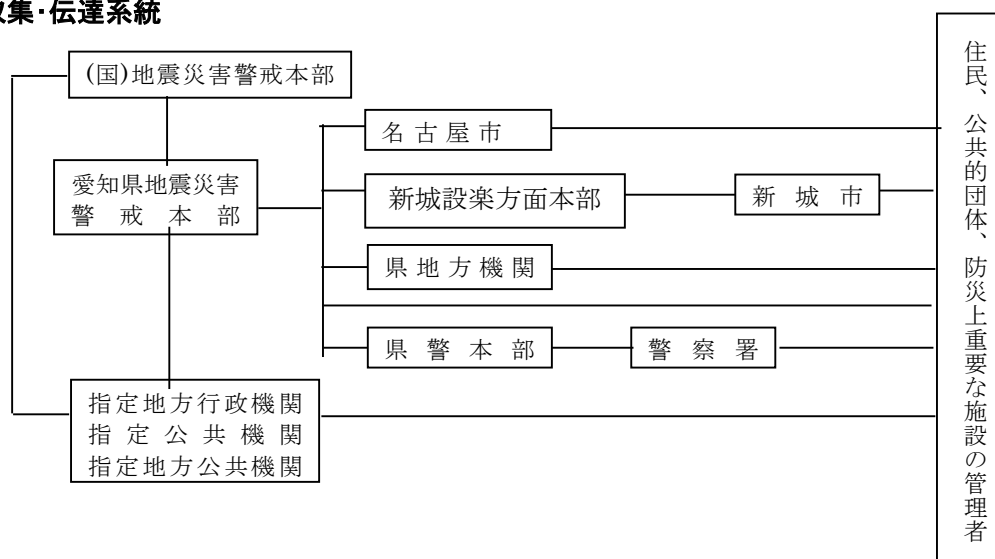 収集・伝達系統
(国)地震災害警戒本部
名古屋市
愛知県地震災害
警戒本部
新城設楽方面本部
新城市
県地方機関
県警本部
警察署
指定地方行政機関
指定公共機関
指定地方公共機関
住民、公共的団体、防災上重要な施設の管理者